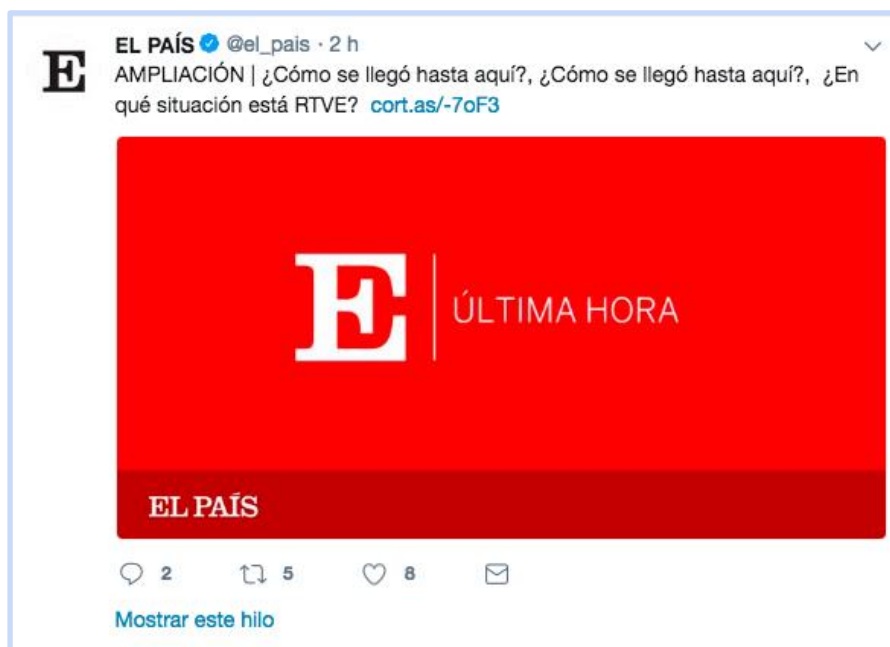 EL PAÍS @el_pais · 2 h
AMPLIACIÓN | ¿Cómo se llegó hasta aquí?, ¿Cómo se llegó hasta aquí?, ¿En
qué situación está RTVE? cort.as/-7oF3
E
E ÚLTIMA HORA
EL PAÍS
2 5 8
Mostrar este hilo